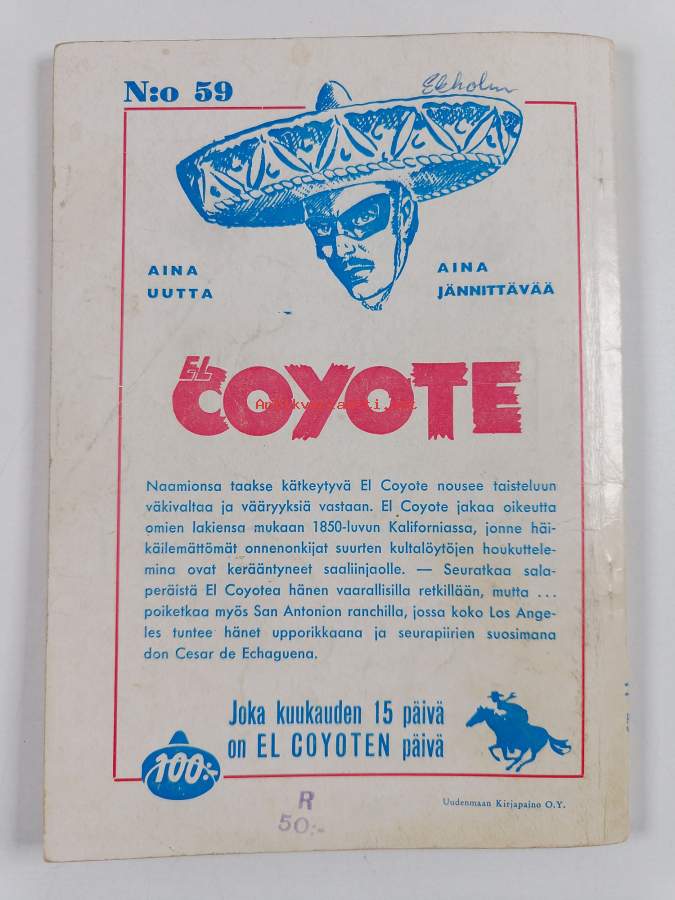 N:o 59
Ekholm
AINA
UUTTA
AINA
JÄNNITTÄVÄÄ
EL
COYOTE
Antikvariaatti.net
Naamionsa taakse kätkeytyvä El Coyote nousee taisteluun
väkivaltaa ja vääryyksiä vastaan. El Coyote jakaa oikeutta
omien lakiensa mukaan 1850-luvun Kaliforniassa, jonne häi-
käilemättömät onnenonkijat suurten kultalöytöjen houkuttele-
mina ovat kerääntyneet saaliinjaolle. — Seuratkaa sala-
peräistä El Coyotea hänen vaarallisilla retkillään, mutta ...
poiketkaa myös San Antonion ranchilla, jossa koko Los Ange-
les tuntee hänet upporikkaana ja seurapiirien suosimana
don Cesar de Echaguena.
Joka kuukauden 15 päivä
on EL COYOTEN päivä
100:-
R
50:-
Uudenmaan Kirjapaino O.Y.